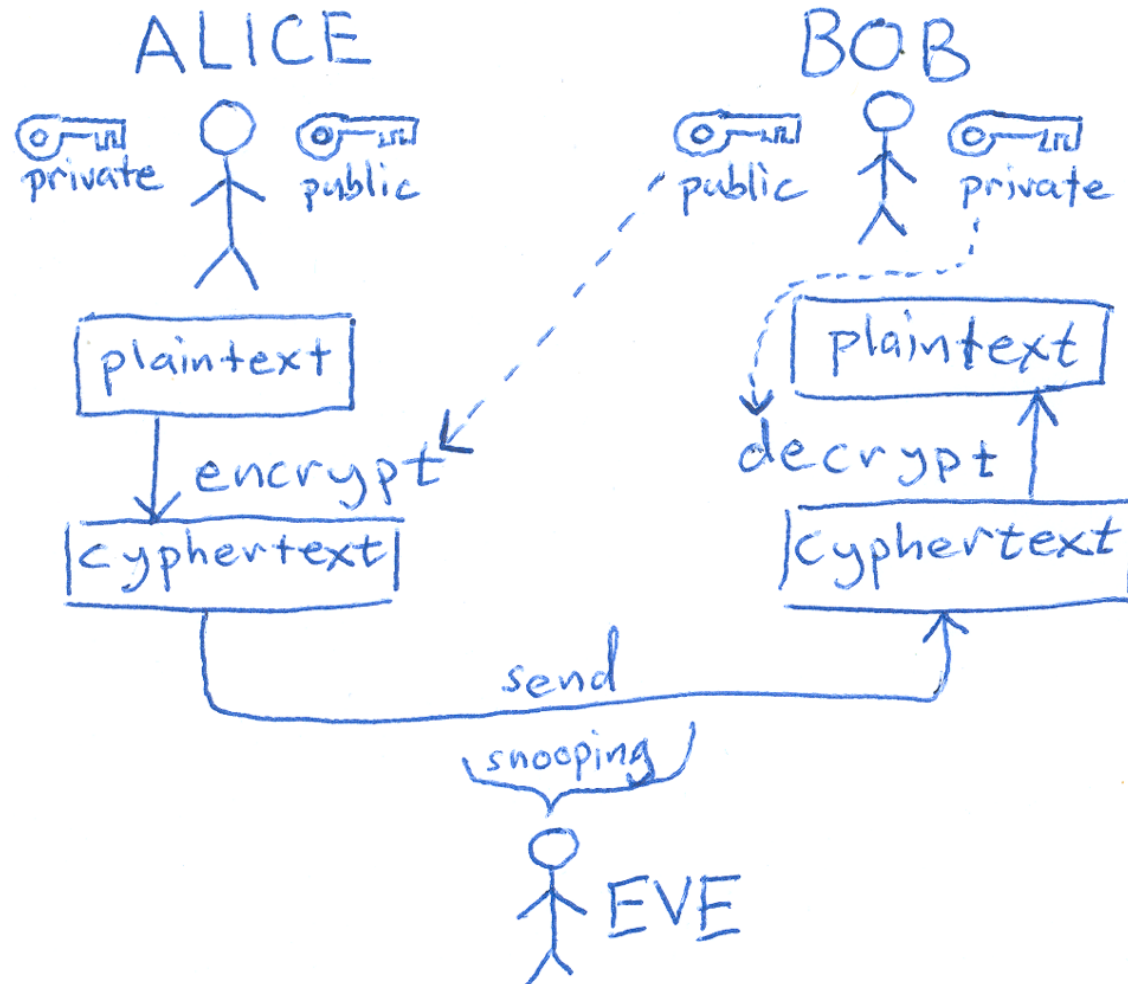 ALICE
BOB
private
public
public
private
plaintext
plaintext
encrypt
decrypt
cyphertext
cyphertext
send
snooping
EVE